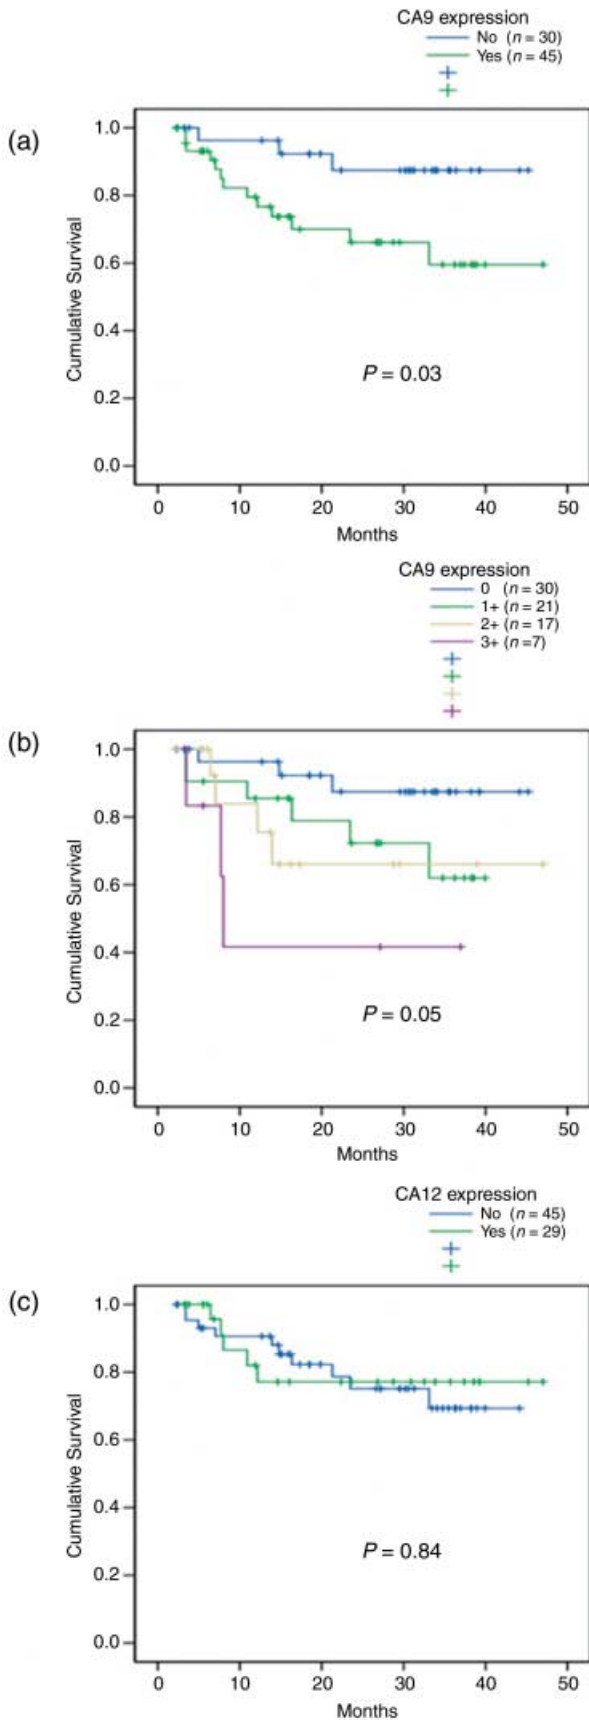 CA9 expression
No (n = 30)
Yes (n = 45)
(a)
1.0
0.8
0.6
0.4
0.2
0.0
Cumulative Survival
P = 0.03
0 10 20 30 40 50
Months
CA9 expression
0 (n = 30)
1+ (n = 21)
2+ (n = 17)
3+ (n =7)
(b)
1.0
0.8
0.6
0.4
0.2
0.0
Cumulative Survival
P = 0.05
0 10 20 30 40 50
Months
CA12 expression
No (n = 45)
Yes (n = 29)
(c)
1.0
0.8
0.6
0.4
0.2
0.0
Cumulative Survival
P = 0.84
0 10 20 30 40 50
Months